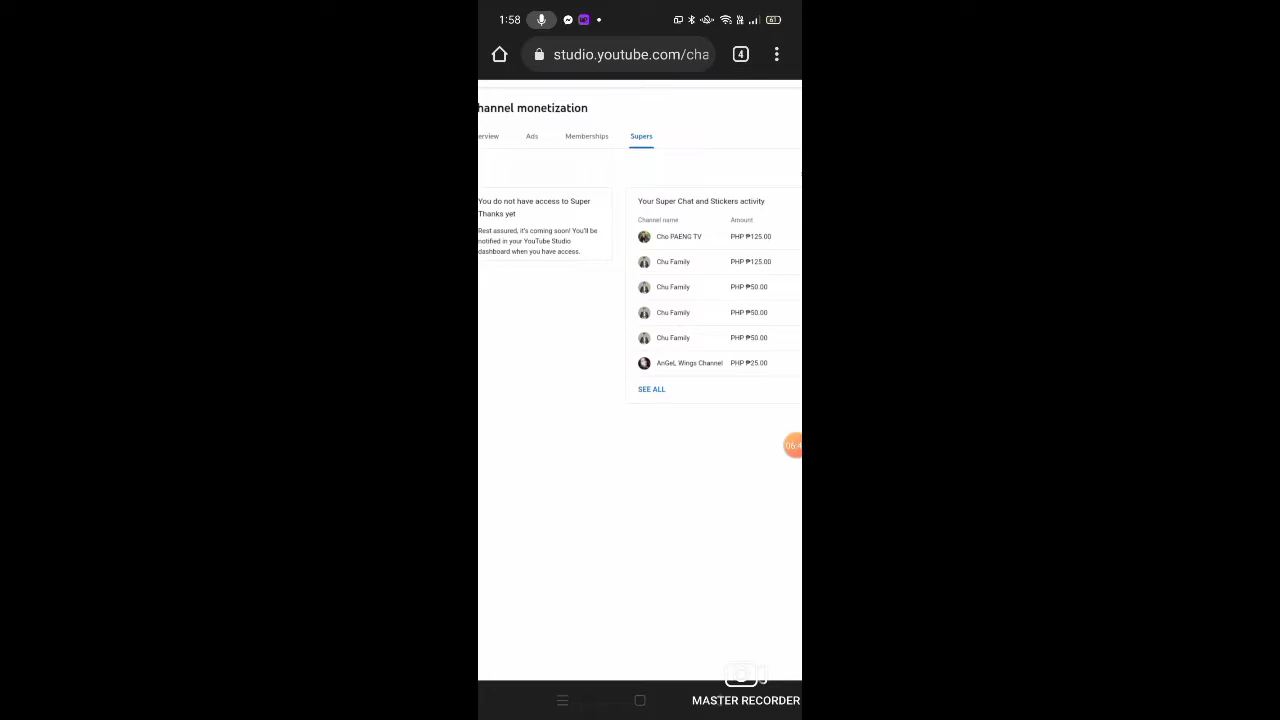 1:58
61
studio.youtube.com/cha
4
hannel monetization
erview Ads Memberships Supers
You do not have access to Super
Thanks yet
Rest assured, it's coming soon! You'll be
notified in your YouTube Studio
dashboard when you have access.
Your Super Chat and Stickers activity
Channel name Amount
Cho PAENG TV PHP ₱125.00
Chu Family PHP ₱125.00
Chu Family PHP ₱50.00
Chu Family PHP ₱50.00
Chu Family PHP ₱50.00
AnGeL Wings Channel PHP ₱25.00
SEE ALL
06:4
MASTER RECORDER